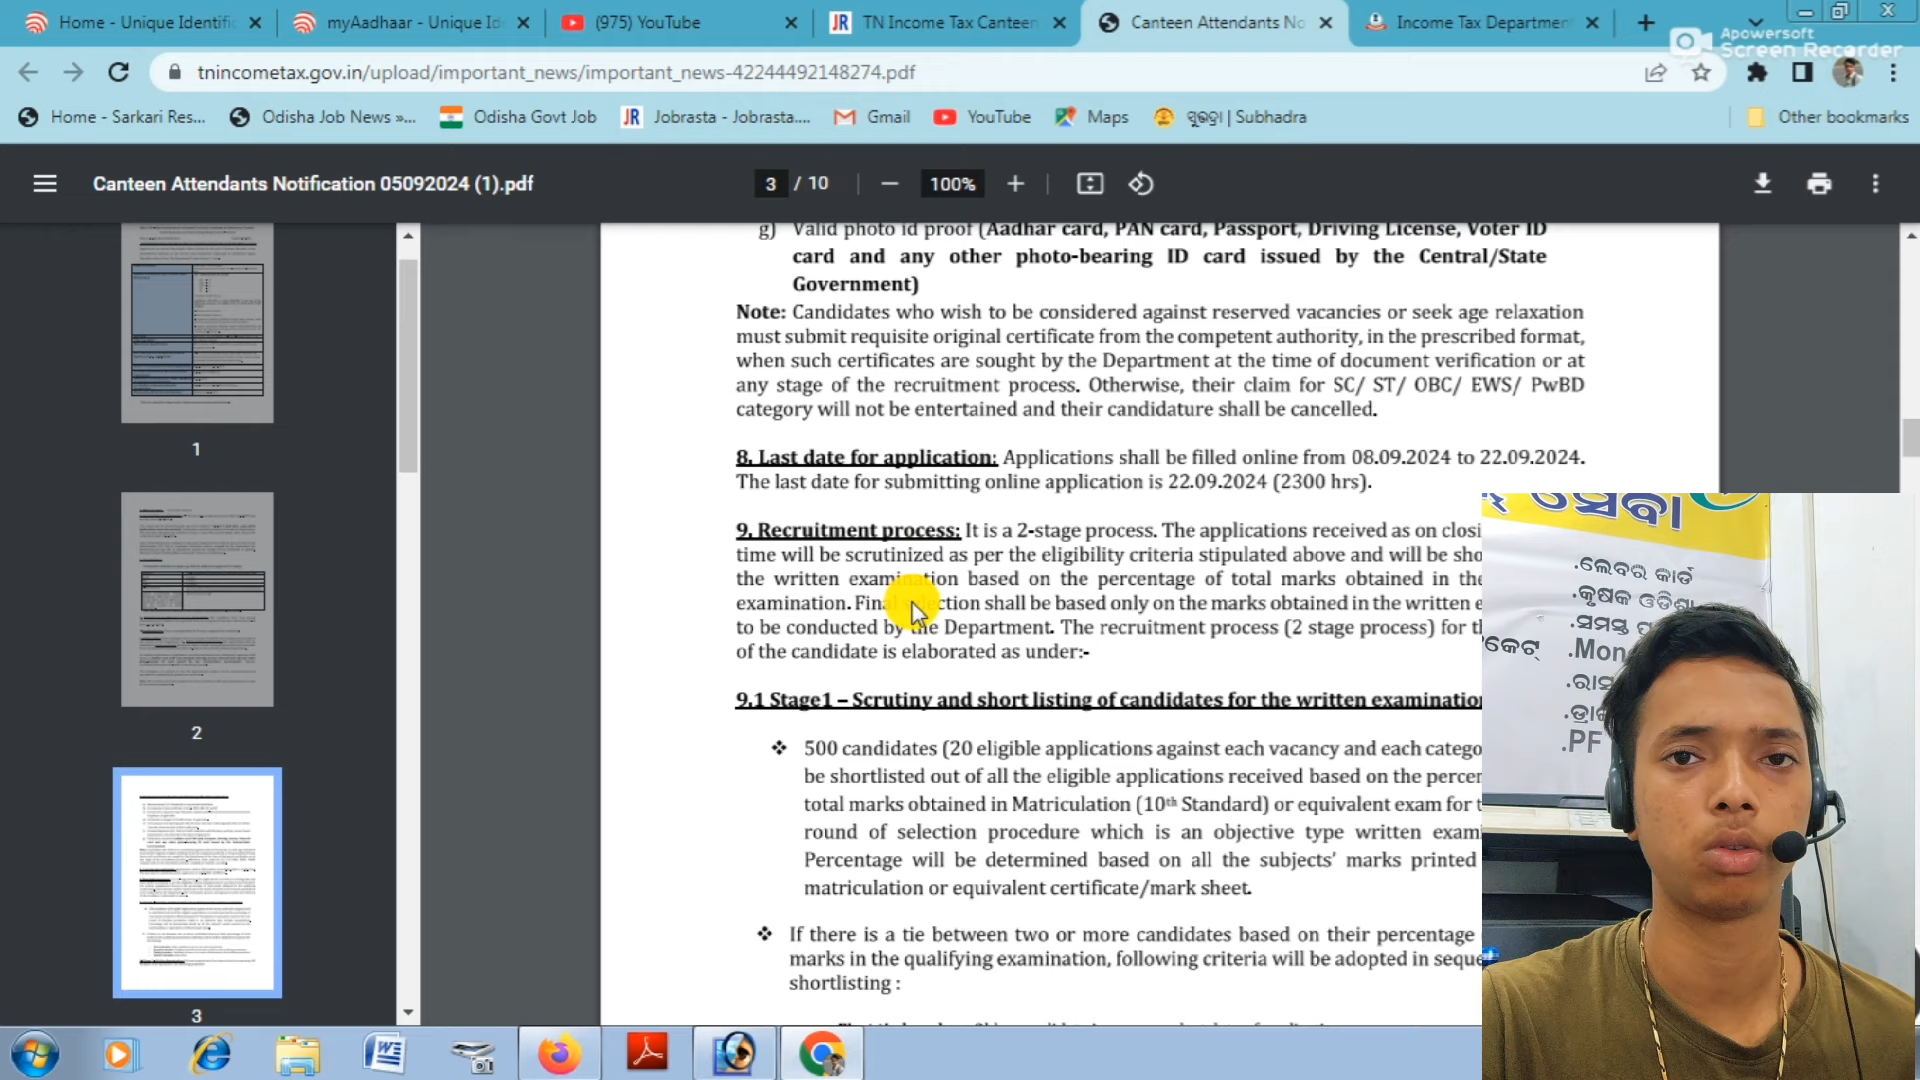 Home - Unique Identific
myAadhaar - Unique Id
(975) YouTube
TN Income Tax Canteen
Canteen Attendants No
Income Tax Department
Apowersoft
Screen Recorder
tnincometax.gov.in/upload/important_news/important_news-42244492148274.pdf
Home - Sarkari Res...
Odisha Job News »...
Odisha Govt Job
JR Jobrasta - Jobrasta....
Gmail
YouTube
Maps
ସୁଭଦ୍ରା | Subhadra
Other bookmarks
Canteen Attendants Notification 05092024 (1).pdf
3 / 10
100%
g) Valid photo id proof (Aadhar card, PAN card, Passport, Driving License, Voter ID
card and any other photo-bearing ID card issued by the Central/State
Government)
Note: Candidates who wish to be considered against reserved vacancies or seek age relaxation
must submit requisite original certificate from the competent authority, in the prescribed format,
when such certificates are sought by the Department at the time of document verification or at
any stage of the recruitment process. Otherwise, their claim for SC/ ST/ OBC/ EWS/ PwBD
category will not be entertained and their candidature shall be cancelled.
8. Last date for application: Applications shall be filled online from 08.09.2024 to 22.09.2024.
The last date for submitting online application is 22.09.2024 (2300 hrs).
9. Recruitment process: It is a 2-stage process. The applications received as on closi
time will be scrutinized as per the eligibility criteria stipulated above and will be sho
the written examination based on the percentage of total marks obtained in the
examination. Final selection shall be based only on the marks obtained in the written e
to be conducted by the Department. The recruitment process (2 stage process) for th
of the candidate is elaborated as under:-
9.1 Stage1 – Scrutiny and short listing of candidates for the written examination
❖ 500 candidates (20 eligible applications against each vacancy and each catego
be shortlisted out of all the eligible applications received based on the percen
total marks obtained in Matriculation (10th Standard) or equivalent exam for t
round of selection procedure which is an objective type written exam
Percentage will be determined based on all the subjects' marks printed
matriculation or equivalent certificate/mark sheet.
❖ If there is a tie between two or more candidates based on their percentage
marks in the qualifying examination, following criteria will be adopted in seque
shortlisting :
1
2
3
ସେବା
.ଲେବର କାର୍ଡ
.କୃଷକ ଓଡିଶା
.ସମସ୍ତ
.Mon
.PF